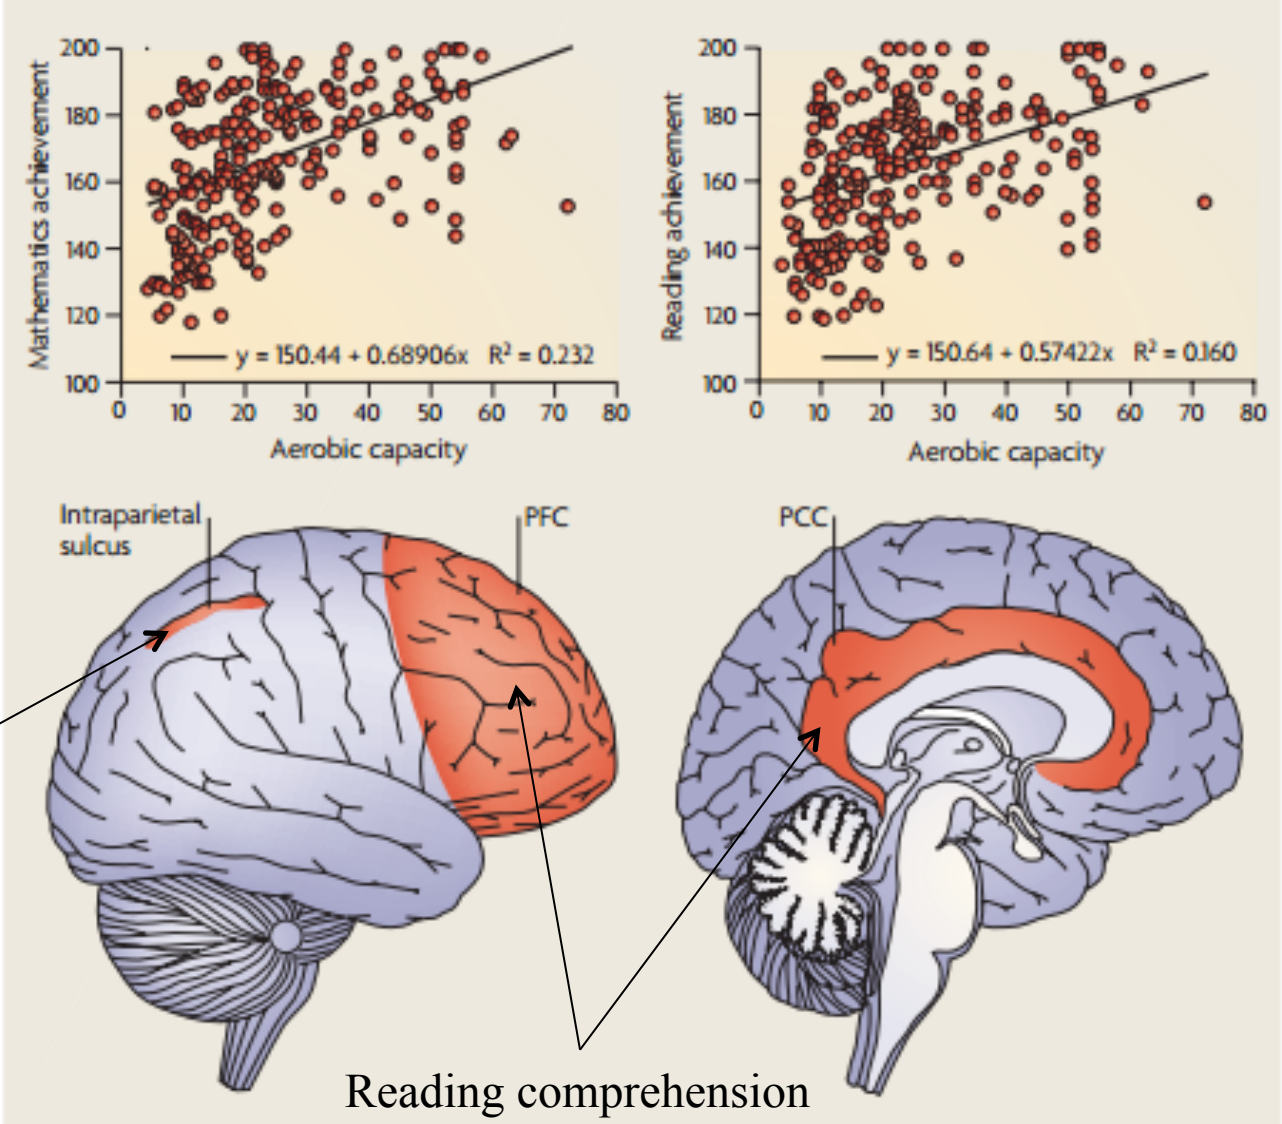 Mathematics achievement
200
180
160
140
120
100
y = 150.44 + 0.68906x R² = 0.232
0 10 20 30 40 50 60 70 80
Aerobic capacity
Reading achievement
200
180
160
140
120
100
y = 150.64 + 0.57422x R² = 0.160
0 10 20 30 40 50 60 70 80
Aerobic capacity
Intraparietal
sulcus
PFC
PCC
Reading comprehension